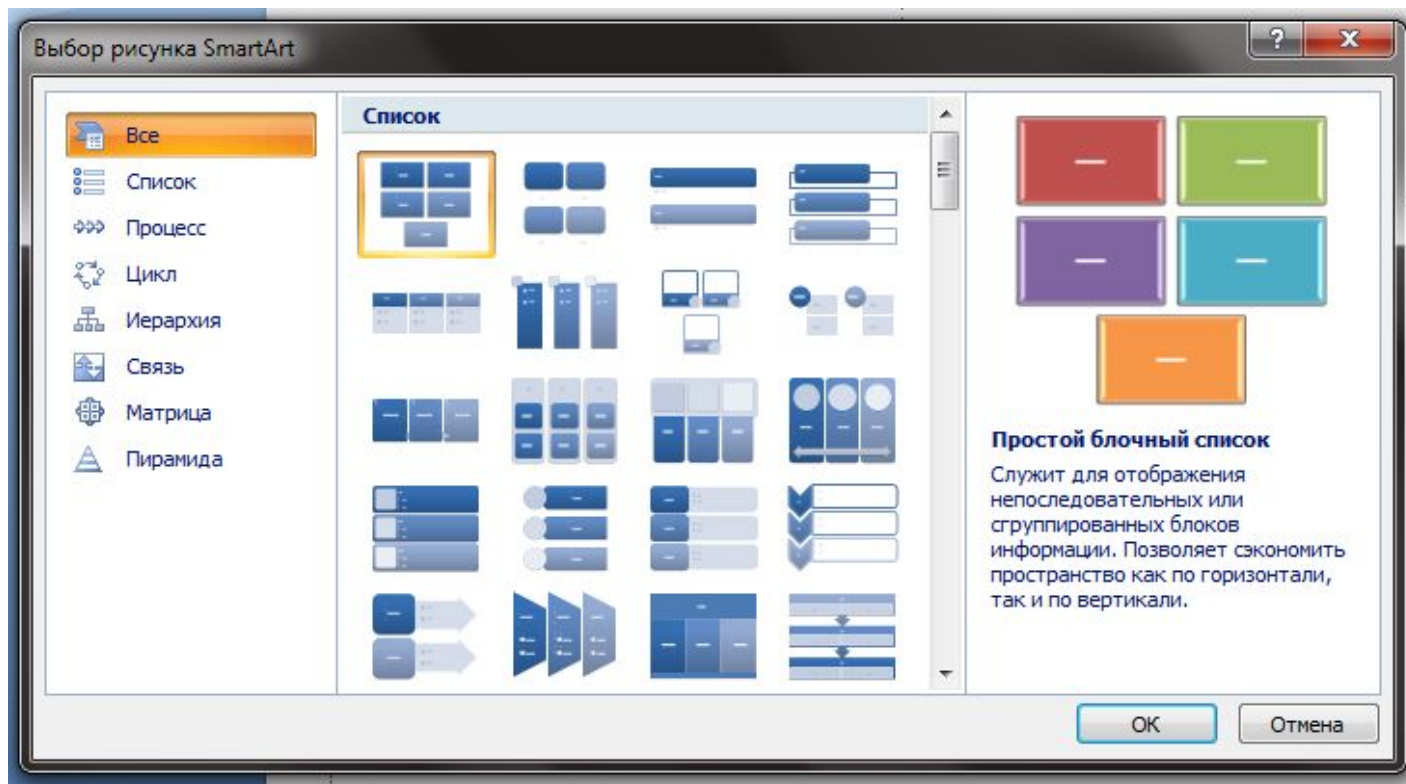 Выбор рисунка SmartArt
?
X
Все
Список
Процесс
Цикл
Иерархия
Связь
Матрица
Пирамида
Список
Простой блочный список
Служит для отображения
непоследовательных или
сгруппированных блоков
информации. Позволяет сэкономить
пространство как по горизонтали,
так и по вертикали.
ОК
Отмена